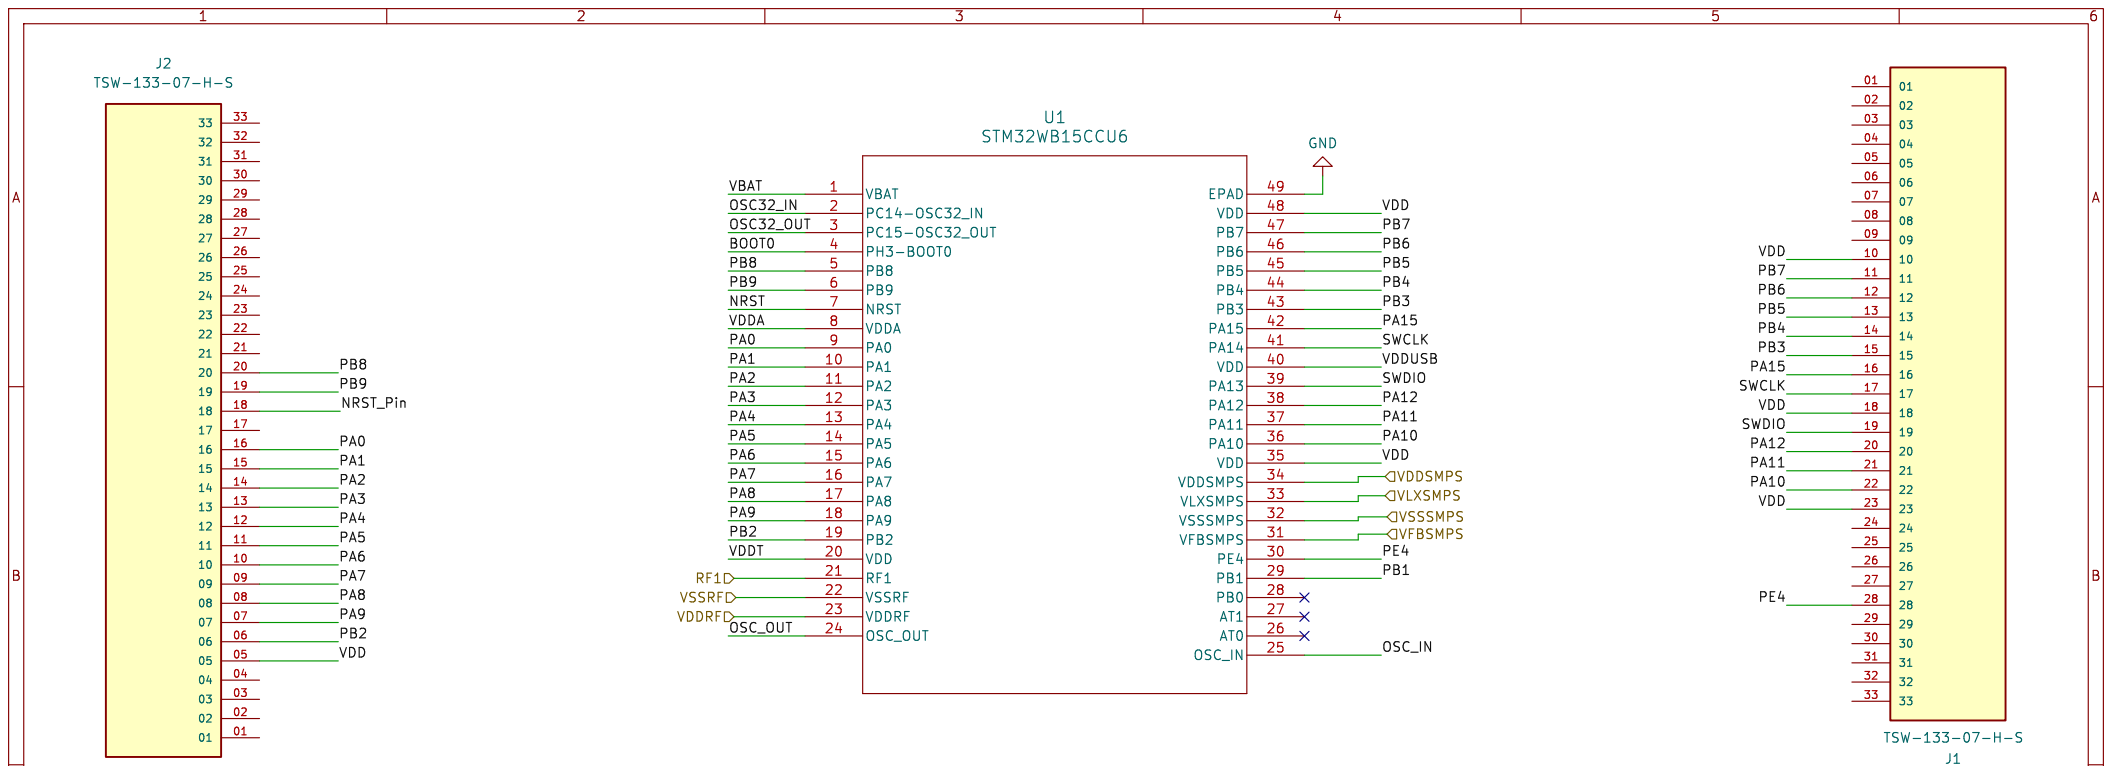 1 2 3 4 5 6
A A
B B
J2
TSW-133-07-H-S
33 33
32 32
31 31
30 30
29 29
28 28
27 27
26 26
25 25
24 24
23 23
22 22
21 21
20 20 PB8
19 19 PB9
18 18 NRST_Pin
17 17
16 16 PA0
15 15 PA1
14 14 PA2
13 13 PA3
12 12 PA4
11 11 PA5
10 10 PA6
09 09 PA7
08 08 PA8
07 07 PA9
06 06 PB2
05 05 VDD
04 04
03 03
02 02
01 01
U1
STM32WB15CCU6
VBAT 1 VBAT
OSC32_IN 2 PC14-OSC32_IN
OSC32_OUT 3 PC15-OSC32_OUT
BOOT0 4 PH3-BOOT0
PB8 5 PB8
PB9 6 PB9
NRST 7 NRST
VDDA 8 VDDA
PA0 9 PA0
PA1 10 PA1
PA2 11 PA2
PA3 12 PA3
PA4 13 PA4
PA5 14 PA5
PA6 15 PA6
PA7 16 PA7
PA8 17 PA8
PA9 18 PA9
PB2 19 PB2
VDDT 20 VDD
RF1 21 RF1
VSSRF 22 VSSRF
VDDRF 23 VDDRF
OSC_OUT 24 OSC_OUT
GND
EPAD 49
VDD 48 VDD
PB7 47 PB7
PB6 46 PB6
PB5 45 PB5
PB4 44 PB4
PB3 43 PB3
PA15 42 PA15
PA14 41 SWCLK
VDD 40 VDDUSB
PA13 39 SWDIO
PA12 38 PA12
PA11 37 PA11
PA10 36 PA10
VDD 35 VDD
VDDSMPS 34 VDDSMPS
VLXSMPS 33 VLXSMPS
VSSSMPS 32 VSSSMPS
VFBSMPS 31 VFBSMPS
PE4 30 PE4
PB1 29 PB1
PB0 28
AT1 27
AT0 26
OSC_IN 25 OSC_IN
01 01
02 02
03 03
04 04
05 05
06 06
07 07
08 08
09 09
VDD 10 10
PB7 11 11
PB6 12 12
PB5 13 13
PB4 14 14
PB3 15 15
PA15 16 16
SWCLK 17 17
VDD 18 18
SWDIO 19 19
PA12 20 20
PA11 21 21
PA10 22 22
VDD 23 23
24 24
25 25
26 26
27 27
PE4 28 28
29 29
30 30
31 31
32 32
33 33
TSW-133-07-H-S
J1